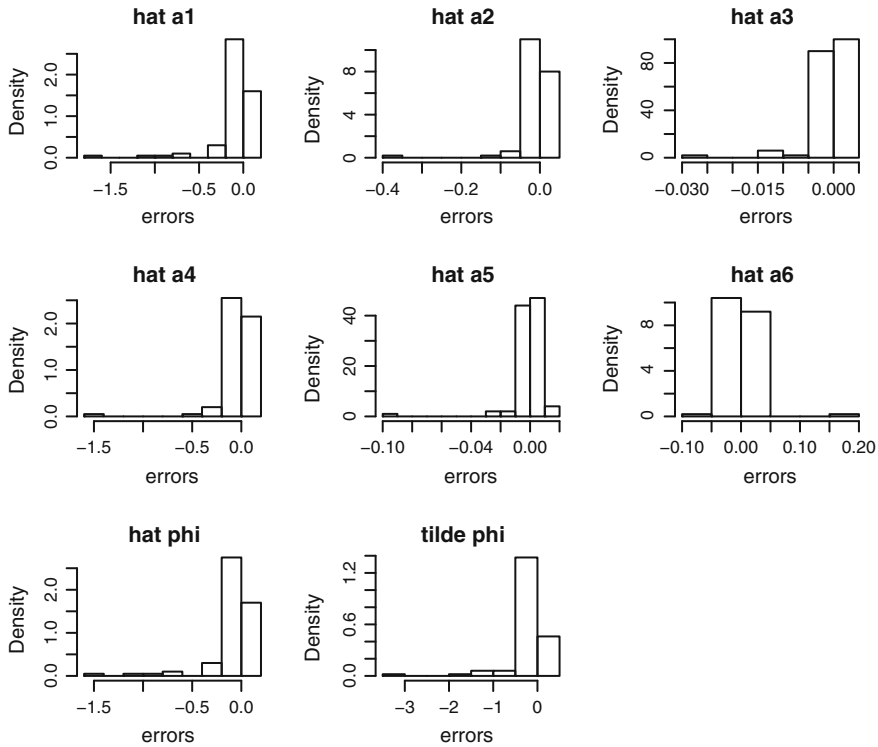 hat a1
hat a2
hat a3
Density
0.0 1.0 2.0
−1.5 −0.5 0.0
errors
Density
0 4 8
−0.4 −0.2 0.0
errors
Density
0 40 80
−0.030 −0.015 0.000
errors
hat a4
hat a5
hat a6
Density
0.0 1.0 2.0
−1.5 −0.5 0.0
errors
Density
0 20 40
−0.10 −0.04 0.00
errors
Density
0 4 8
−0.10 0.00 0.10 0.20
errors
hat phi
tilde phi
Density
0.0 1.0 2.0
−1.5 −0.5 0.0
errors
Density
0.0 0.6 1.2
−3 −2 −1 0
errors